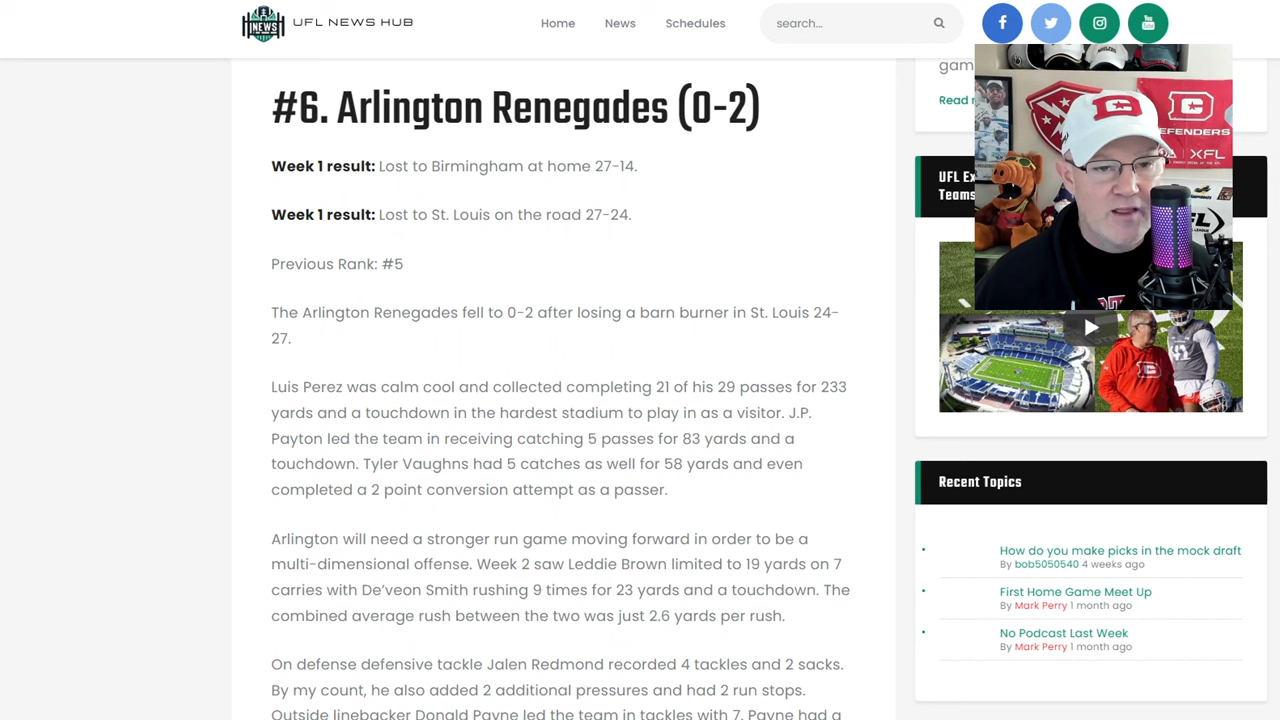 NEWS
UFL NEWS HUB
Home
News
Schedules
search...
#6. Arlington Renegades (0-2)
Week 1 result: Lost to Birmingham at home 27-14.
Week 1 result: Lost to St. Louis on the road 27-24.
Previous Rank: #5
The Arlington Renegades fell to 0-2 after losing a barn burner in St. Louis 24-
27.
Luis Perez was calm cool and collected completing 21 of his 29 passes for 233
yards and a touchdown in the hardest stadium to play in as a visitor. J.P.
Payton led the team in receiving catching 5 passes for 83 yards and a
touchdown. Tyler Vaughns had 5 catches as well for 58 yards and even
completed a 2 point conversion attempt as a passer.
Arlington will need a stronger run game moving forward in order to be a
multi-dimensional offense. Week 2 saw Leddie Brown limited to 19 yards on 7
carries with De'veon Smith rushing 9 times for 23 yards and a touchdown. The
combined average rush between the two was just 2.6 yards per rush.
On defense defensive tackle Jalen Redmond recorded 4 tackles and 2 sacks.
By my count, he also added 2 additional pressures and had 2 run stops.
Outside linebacker Donald Payne led the team in tackles with 7. Payne had a
gam
Read
DEFENDERS
XFL
UFL Ex
Teams
Recent Topics
How do you make picks in the mock draft
By bob5050540 4 weeks ago
First Home Game Meet Up
By Mark Perry 1 month ago
No Podcast Last Week
By Mark Perry 1 month ago